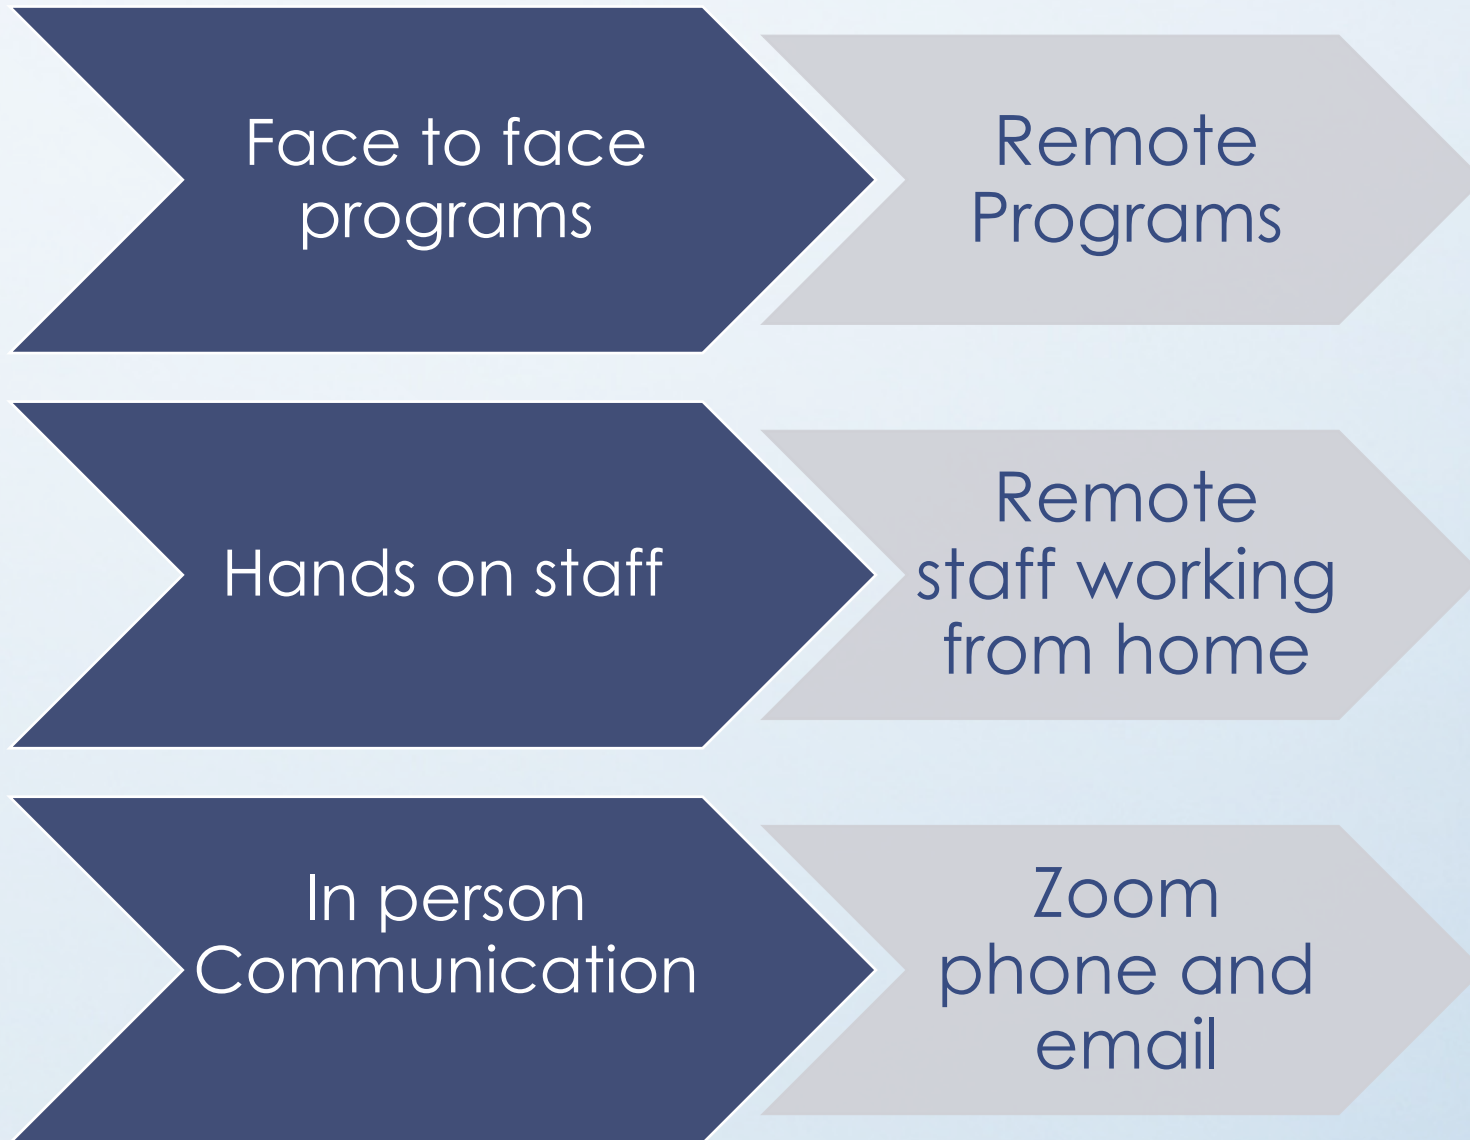 Face to face
programs
Remote
Programs
Hands on staff
Remote
staff working
from home
In person
Communication
Zoom
phone and
email